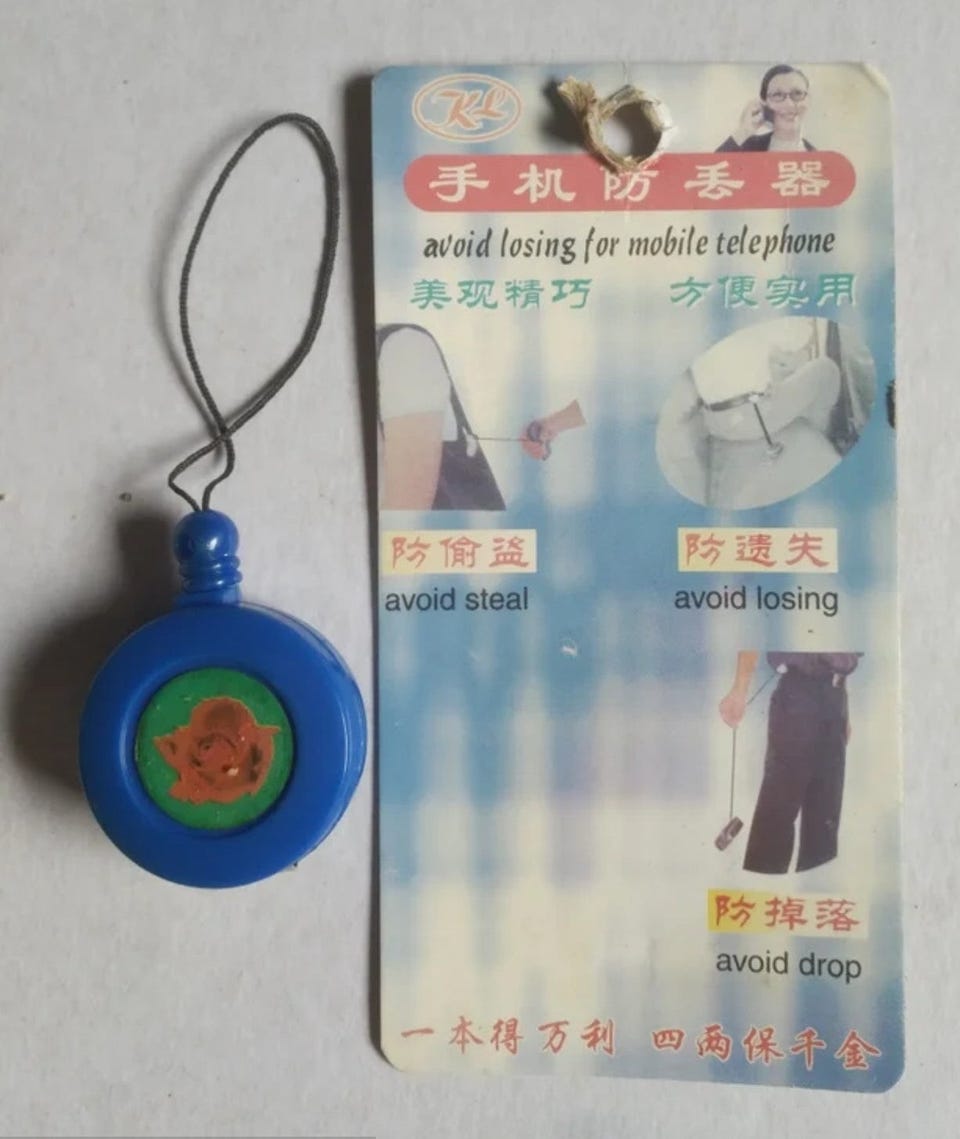 KL
手机防丢器
avoid losing for mobile telephone
美观精巧 方便实用
防偷盗
avoid steal
防遗失
avoid losing
防掉落
avoid drop
一本得万利 四两保千金